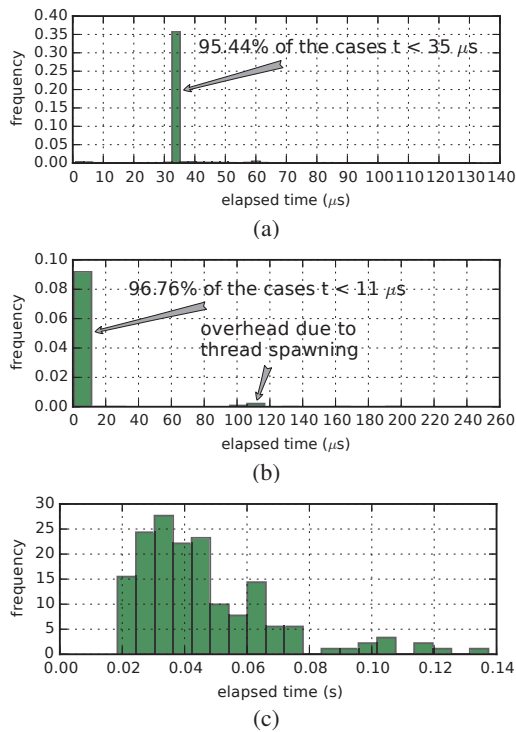 0.40
0.35
0.30
0.25
0.20
0.15
0.10
0.05
0.00
frequency
95.44% of the cases t < 35 μs
0 10 20 30 40 50 60 70 80 90 100 110 120 130 140
elapsed time (μs)
(a)
0.10
0.08
0.06
0.04
0.02
0.00
frequency
96.76% of the cases t < 11 μs
overhead due to
thread spawning
0 20 40 60 80 100 120 140 160 180 200 220 240 260
elapsed time (μs)
(b)
30
25
20
15
10
5
0
frequency
0.00 0.02 0.04 0.06 0.08 0.10 0.12 0.14
elapsed time (s)
(c)